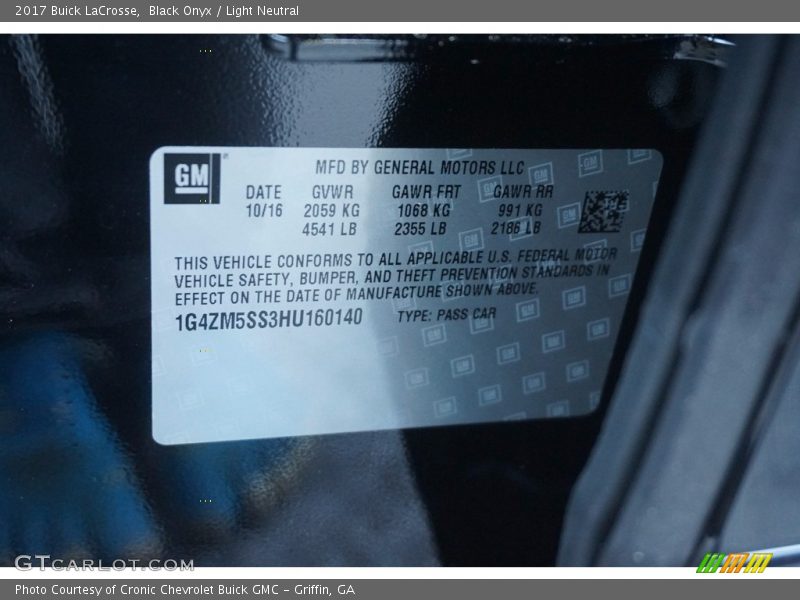 2017 Buick LaCrosse, Black Onyx / Light Neutral
GM
MFD BY GENERAL MOTORS LLC
DATE GVWR GAWR FRT GAWR RR
10/16 2059 KG 1068 KG 991 KG
4541 LB 2355 LB 2186 LB
THIS VEHICLE CONFORMS TO ALL APPLICABLE U.S. FEDERAL MOTOR
VEHICLE SAFETY, BUMPER, AND THEFT PREVENTION STANDARDS IN
EFFECT ON THE DATE OF MANUFACTURE SHOWN ABOVE.
1G4ZM5SS3HU160140 TYPE: PASS CAR
GTCARLOT.COM
Photo Courtesy of Cronic Chevrolet Buick GMC - Griffin, GA